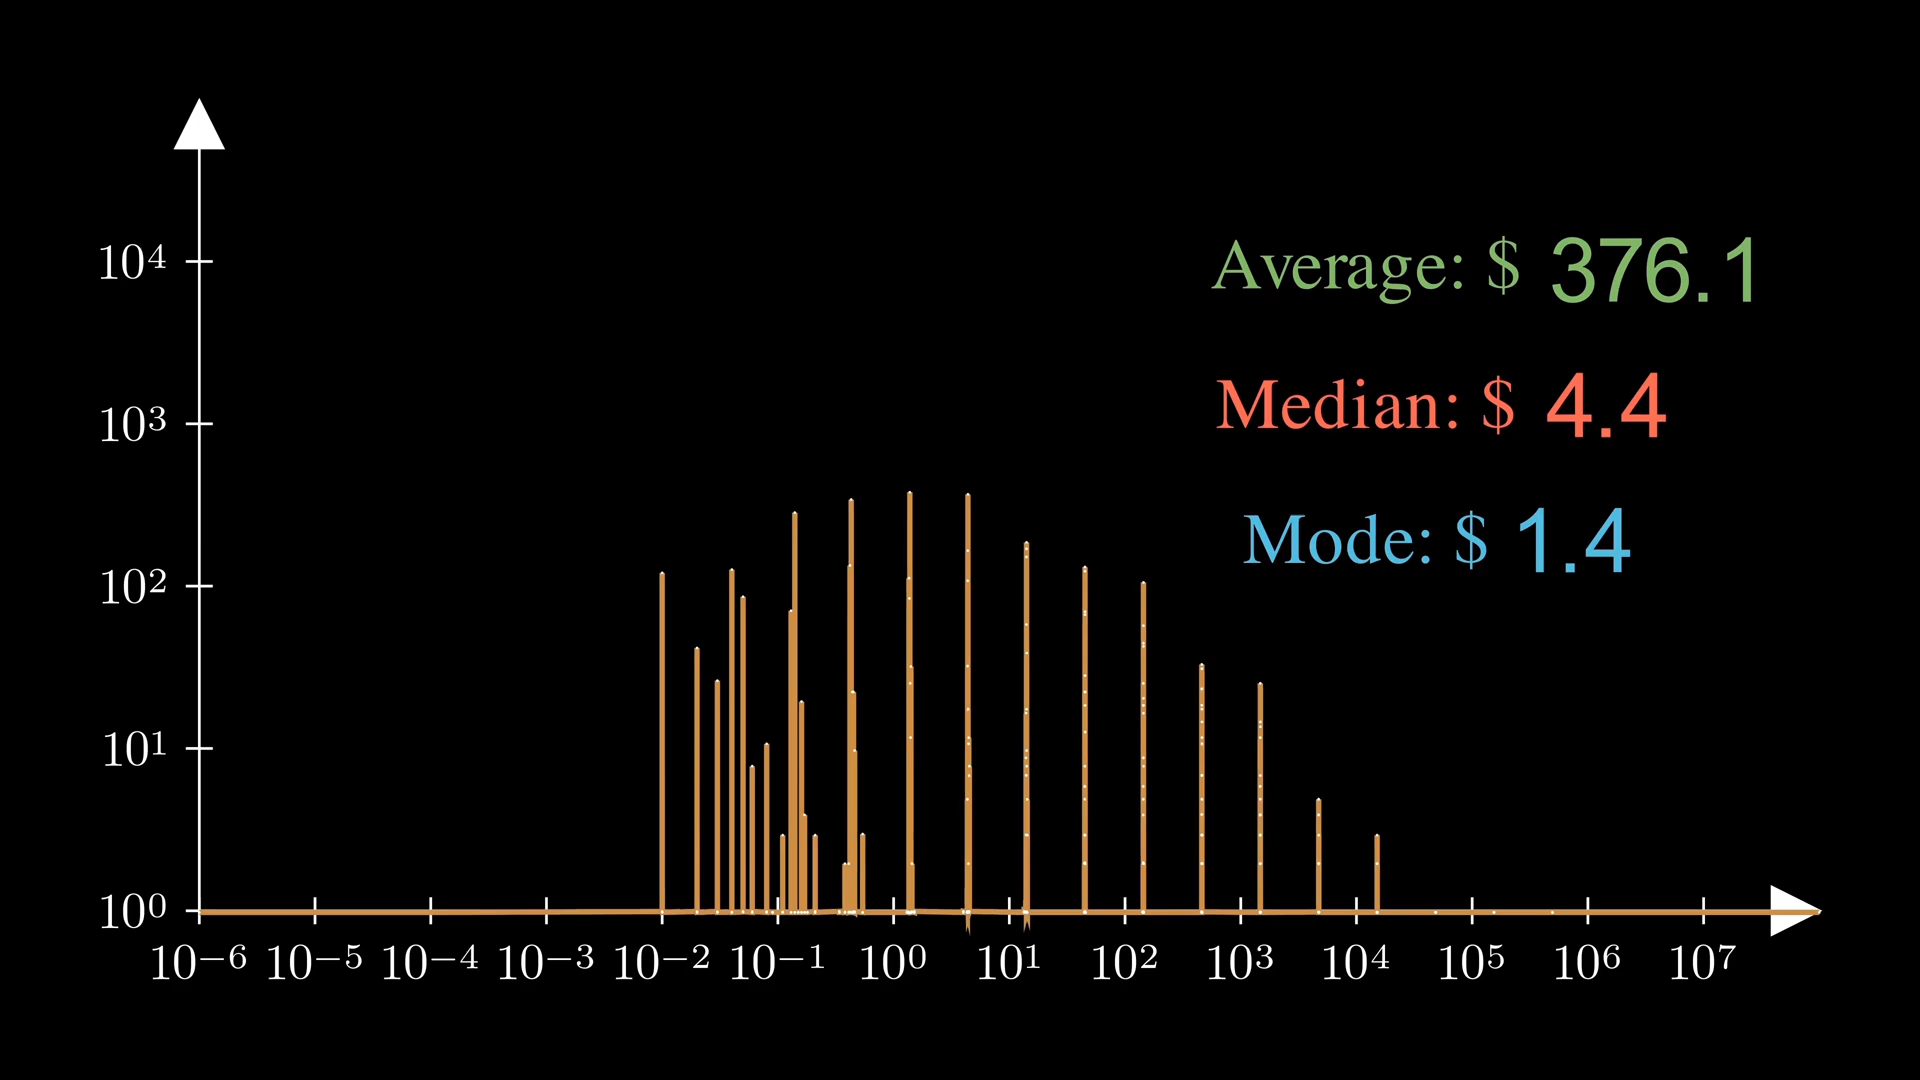 Average: $ 376.1
Median: $ 4.4
Mode: $ 1.4
10⁴
10³
10²
10¹
10⁰
10⁻⁶ 10⁻⁵ 10⁻⁴ 10⁻³ 10⁻² 10⁻¹ 10⁰ 10¹ 10² 10³ 10⁴ 10⁵ 10⁶ 10⁷